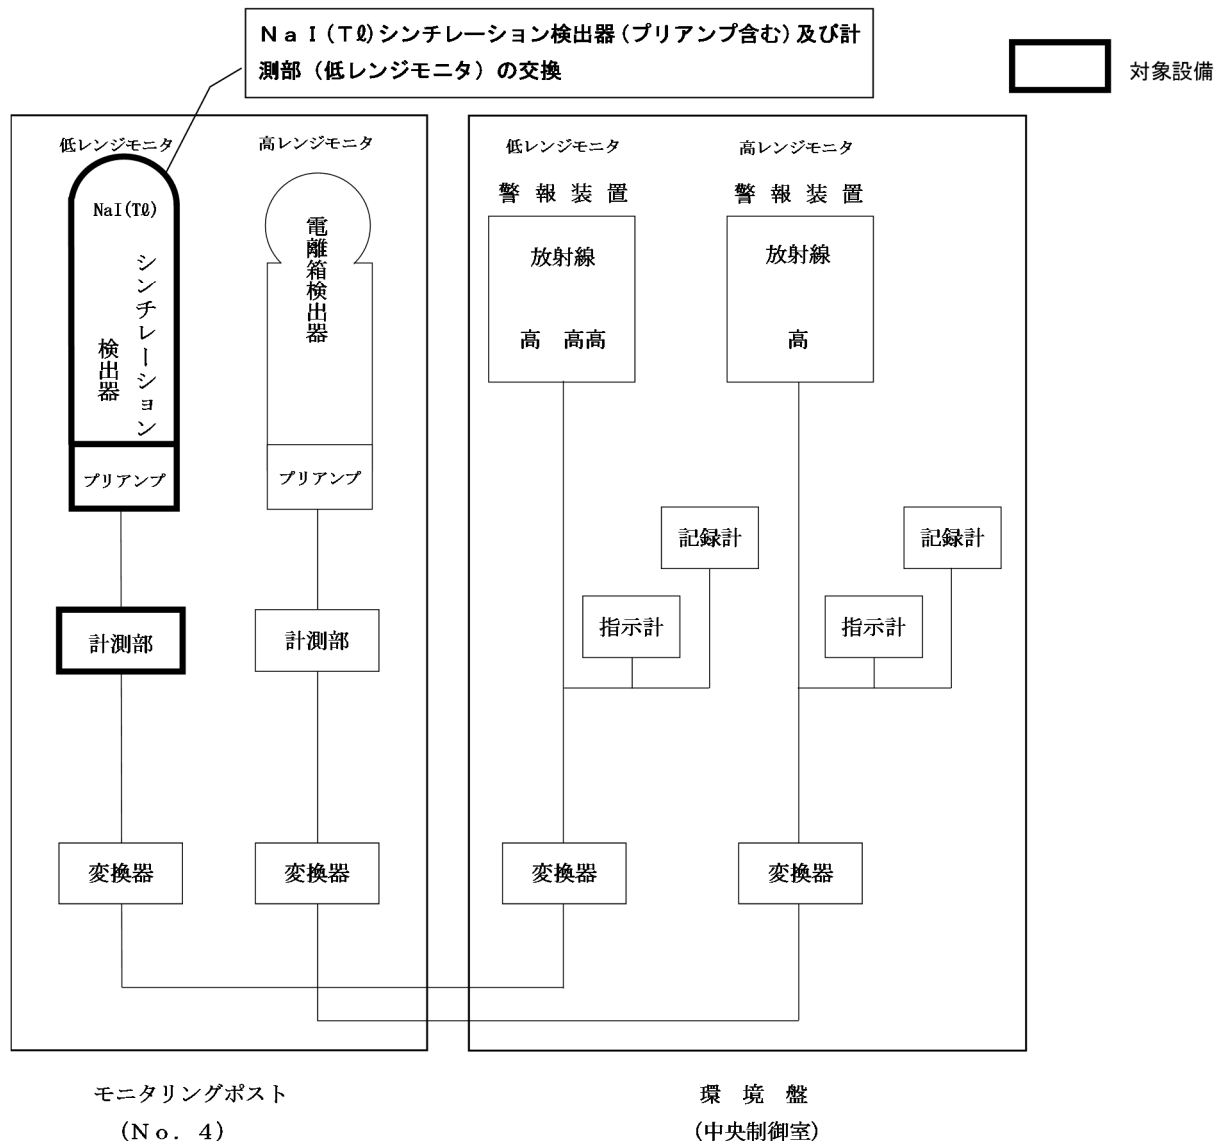 ＮａＩ(Tℓ)シンチレーション検出器(プリアンプ含む)及び計
測部（低レンジモニタ）の交換
対象設備
低レンジモニタ
高レンジモニタ
低レンジモニタ
高レンジモニタ
NaI(Tℓ)
シンチレーション
検出器
プリアンプ
電離箱検出器
プリアンプ
警報装置
放射線
高　高高
警報装置
放射線
高
記録計
記録計
指示計
指示計
計測部
計測部
変換器
変換器
変換器
変換器
モニタリングポスト
(Ｎｏ．４)
環　境　盤
(中央制御室)